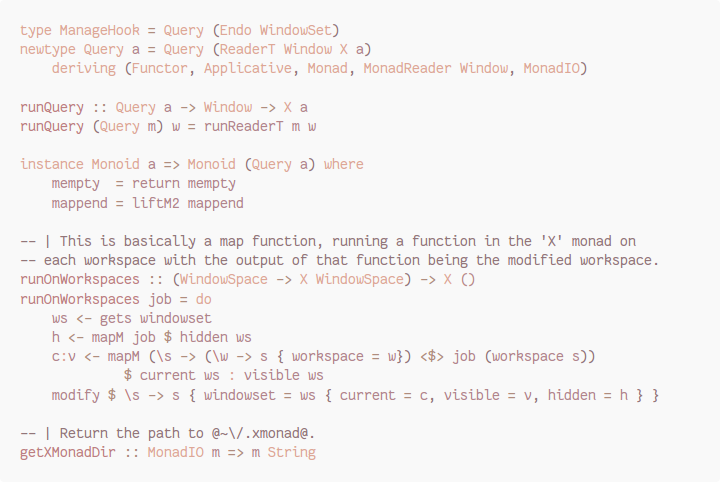 type ManageHook = Query (Endo WindowSet)
newtype Query a = Query (ReaderT Window X a)
    deriving (Functor, Applicative, Monad, MonadReader Window, MonadIO)

runQuery :: Query a -> Window -> X a
runQuery (Query m) w = runReaderT m w

instance Monoid a => Monoid (Query a) where
    mempty  = return mempty
    mappend = liftM2 mappend

-- | This is basically a map function, running a function in the 'X' monad on
-- each workspace with the output of that function being the modified workspace.
runOnWorkspaces :: (WindowSpace -> X WindowSpace) -> X ()
runOnWorkspaces job = do
    ws <- gets windowset
    h <- mapM job $ hidden ws
    c:v <- mapM (\s -> (\w -> s { workspace = w}) <$> job (workspace s))
             $ current ws : visible ws
    modify $ \s -> s { windowset = ws { current = c, visible = v, hidden = h } }

-- | Return the path to @~\/.xmonad@.
getXMonadDir :: MonadIO m => m String